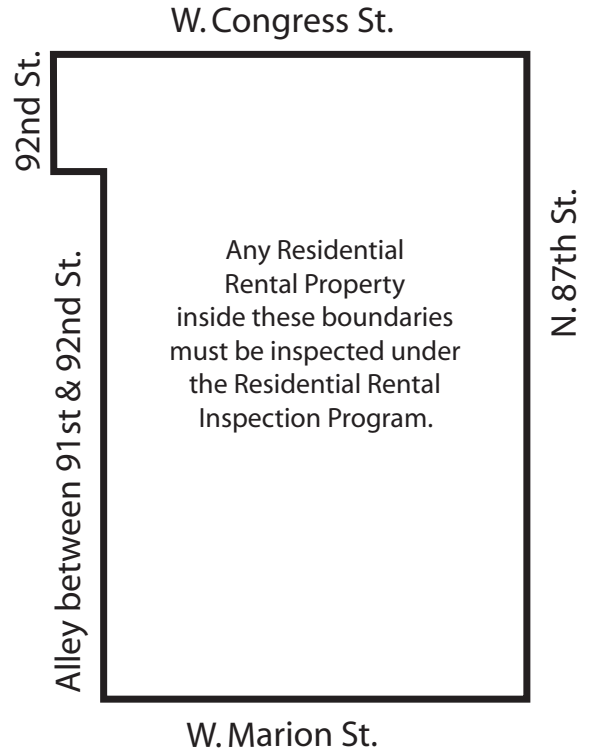 W. Congress St.
92nd St.
Alley between 91st & 92nd St.
Any Residential
Rental Property
inside these boundaries
must be inspected under
the Residential Rental
Inspection Program.
N. 87th St.
W. Marion St.